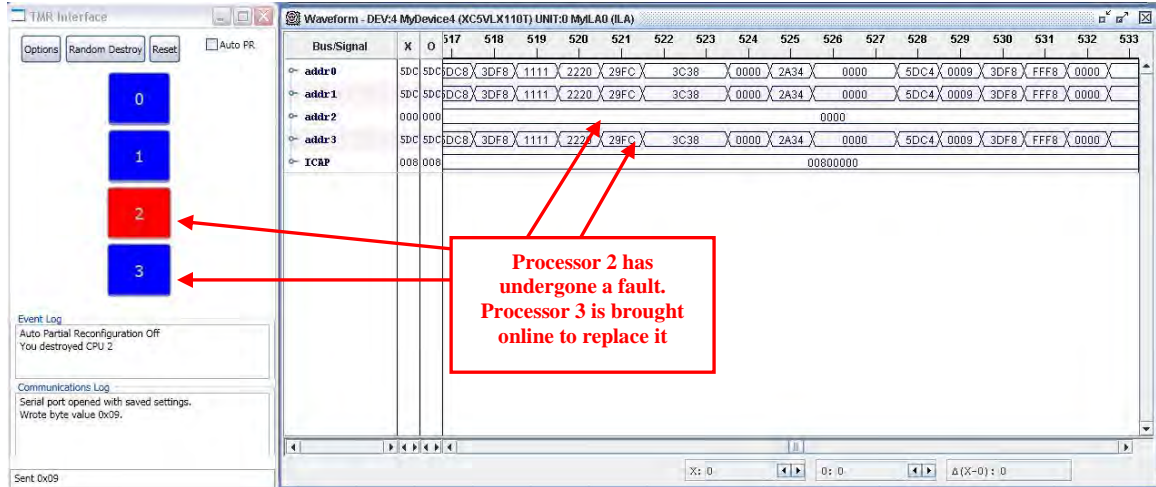 TMR Interface
Options Random Destroy Reset Auto PR
0
1
2
3
Event Log
Auto Partial Reconfiguration Off
You destroyed CPU 2
Communications Log
Serial port opened with saved settings.
Wrote byte value 0x09.
Sent 0x09
Waveform - DEV:4 MyDevice4 (XC5VLX110T) UNIT:0 MyILA0 (ILA)
Bus/Signal X O 517 518 519 520 521 522 523 524 525 526 527 528 529 530 531 532 533
addr0 5DC 5DC 5DC8 3DF8 1111 2220 29FC 3C38 0000 2A34 0000 5DC4 0009 3DF8 FFF8 0000
addr1 5DC 5DC 5DC8 3DF8 1111 2220 29FC 3C38 0000 2A34 0000 5DC4 0009 3DF8 FFF8 0000
addr2 000 000 0000
addr3 5DC 5DC 5DC8 3DF8 1111 2220 29FC 3C38 0000 2A34 0000 5DC4 0009 3DF8 FFF8 0000
ICAP 008 008 00800000
Processor 2 has
undergone a fault.
Processor 3 is brought
online to replace it
X: 0 O: 0 Δ(X-O): 0